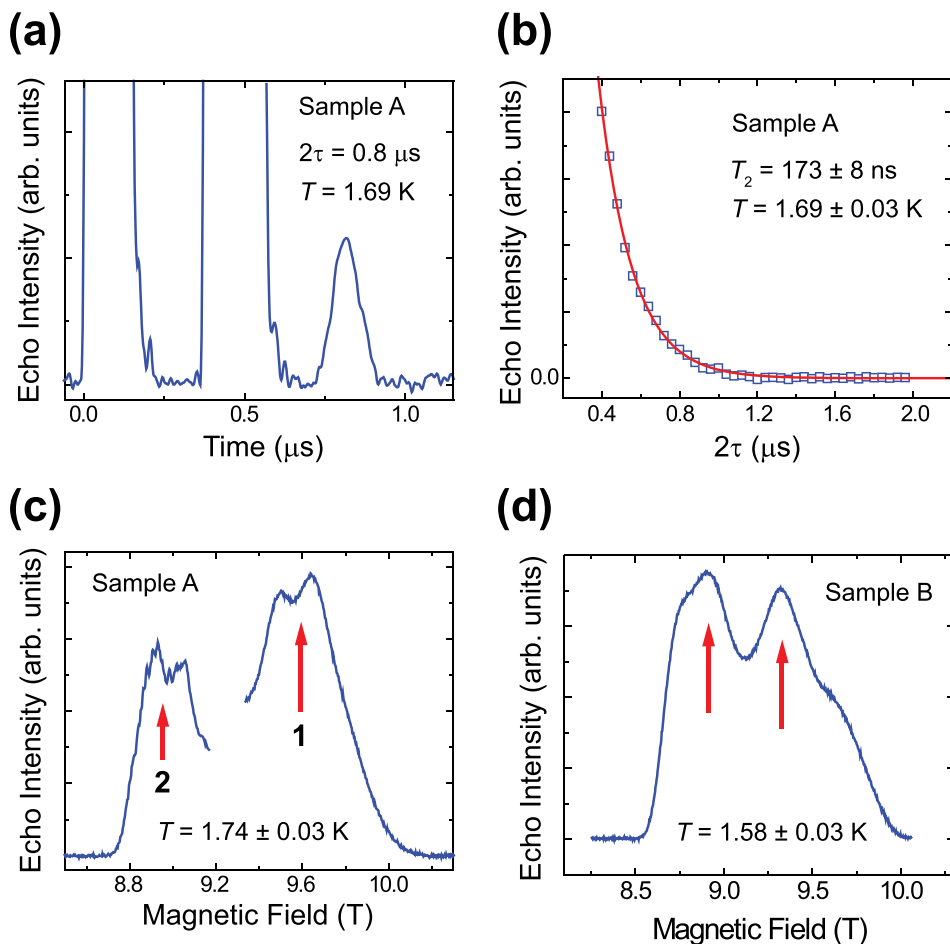 (a)
Echo Intensity (arb. units)
Sample A
2τ = 0.8 μs
T = 1.69 K
0.0 0.5 1.0
Time (μs)
(b)
Echo Intensity (arb. units)
Sample A
T2 = 173 ± 8 ns
T = 1.69 ± 0.03 K
0.0
0.4 0.8 1.2 1.6 2.0
2τ (μs)
(c)
Echo Intensity (arb. units)
Sample A
1
2
T = 1.74 ± 0.03 K
8.8 9.2 9.6 10.0
Magnetic Field (T)
(d)
Echo Intensity (arb. units)
Sample B
T = 1.58 ± 0.03 K
8.5 9.0 9.5 10.0
Magnetic Field (T)